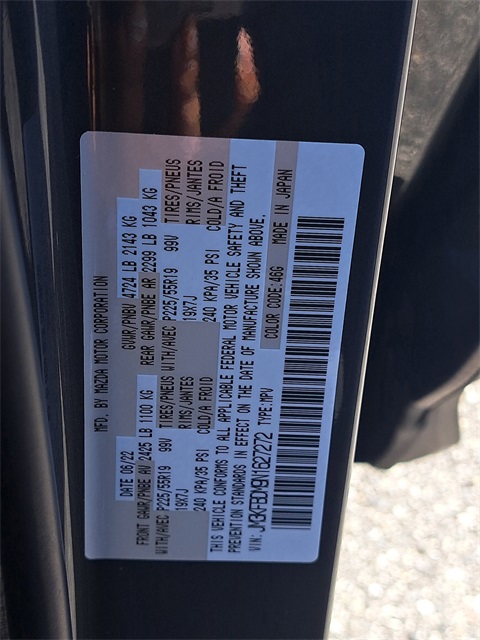 MFD. BY MAZDA MOTOR CORPORATION
DATE 06/22 GVWR/PNBV 4724 LB 2143 KG
FRONT GAWR/PNBE AV 2425 LB 1100 KG REAR GAWR/PNBE AR 2299 LB 1043 KG
WITH/AVEC P225/55R19 99V TIRES/PNEUS WITH/AVEC P225/55R19 99V TIRES/PNEUS
19X7J RIMS/JANTES 19X7J RIMS/JANTES
240 KPA/35 PSI COLD/A FROID 240 KPA/35 PSI COLD/A FROID
THIS VEHICLE CONFORMS TO ALL APPLICABLE FEDERAL MOTOR VEHICLE SAFETY AND THEFT
PREVENTION STANDARDS IN EFFECT ON THE DATE OF MANUFACTURE SHOWN ABOVE.
VIN: JM3KFBDM9N1627272 TYPE:MPV COLOR CODE:46G MADE IN JAPAN